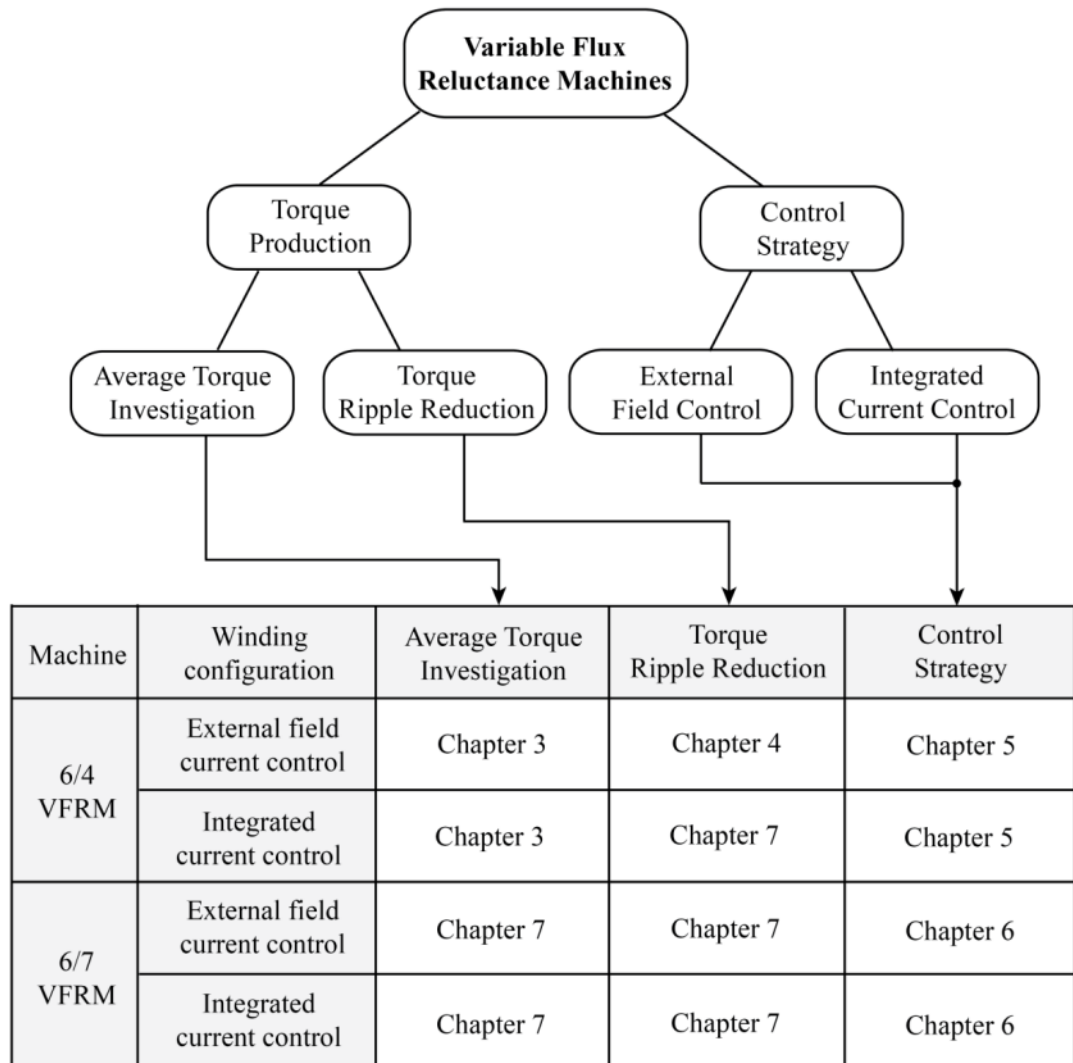 Variable Flux
Reluctance Machines
Torque
Production
Control
Strategy
Average Torque
Investigation
Torque
Ripple Reduction
External
Field Control
Integrated
Current Control
Machine
Winding
configuration
Average Torque
Investigation
Torque
Ripple Reduction
Control
Strategy
6/4
VFRM
External field
current control
Chapter 3
Chapter 4
Chapter 5
Integrated
current control
Chapter 3
Chapter 7
Chapter 5
6/7
VFRM
External field
current control
Chapter 7
Chapter 7
Chapter 6
Integrated
current control
Chapter 7
Chapter 7
Chapter 6